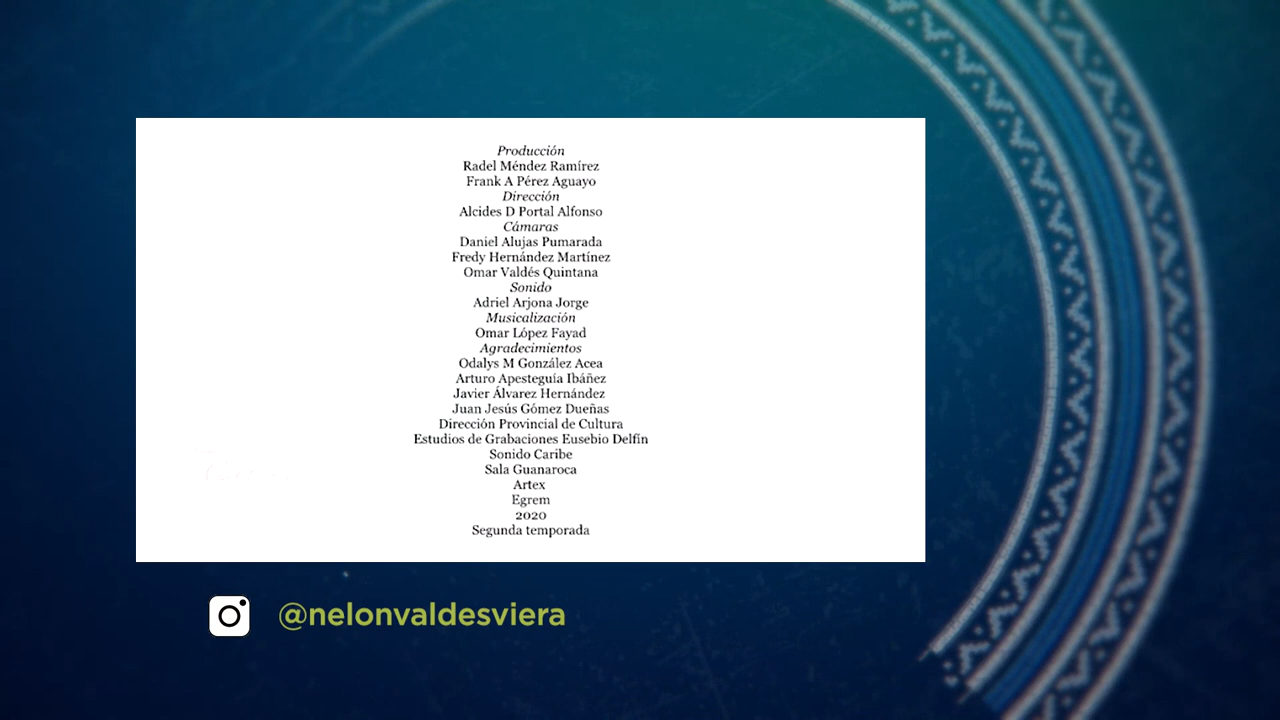 Producción
Radel Méndez Ramírez
Frank A Pérez Aguayo
Dirección
Alcides D Portal Alfonso
Cámaras
Daniel Alujas Pumarada
Fredy Hernández Martínez
Omar Valdés Quintana
Sonido
Adriel Arjona Jorge
Musicalización
Omar López Fayad
Agradecimientos
Odalys M González Acea
Arturo Apesteguía Ibáñez
Javier Álvarez Hernández
Juan Jesús Gómez Dueñas
Dirección Provincial de Cultura
Estudios de Grabaciones Eusebio Delfín
Sonido Caribe
Sala Guanaroca
Artex
Egrem
2020
Segunda temporada
@nelonvaldesviera